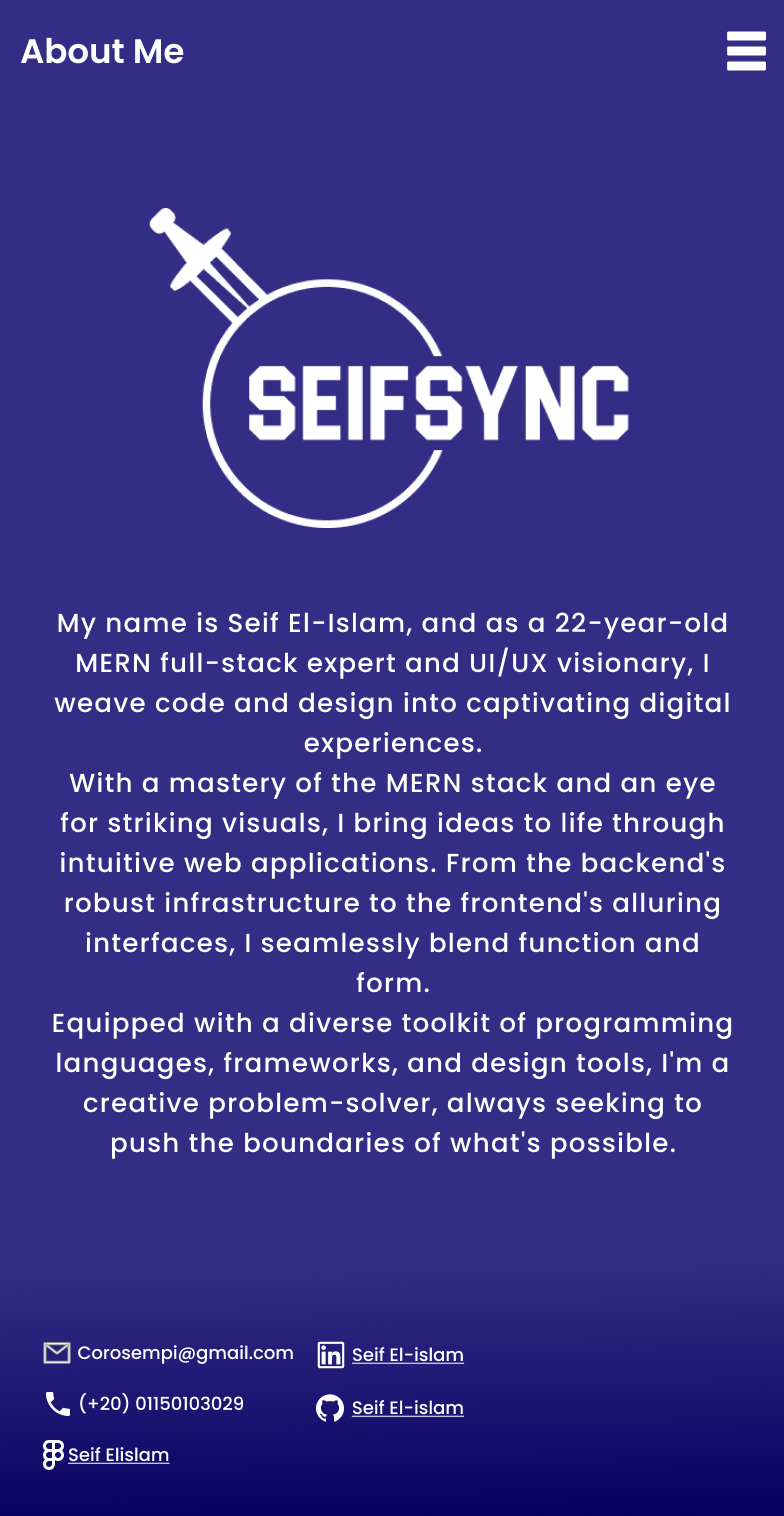 About Me
SEIFSYNC
My name is Seif El-Islam, and as a 22-year-old
MERN full-stack expert and UI/UX visionary, I
weave code and design into captivating digital
experiences.
With a mastery of the MERN stack and an eye
for striking visuals, I bring ideas to life through
intuitive web applications. From the backend's
robust infrastructure to the frontend's alluring
interfaces, I seamlessly blend function and
form.
Equipped with a diverse toolkit of programming
languages, frameworks, and design tools, I'm a
creative problem-solver, always seeking to
push the boundaries of what's possible.
Corosempi@gmail.com
in Seif El-islam
(+20) 01150103029
Seif El-islam
Seif Elislam